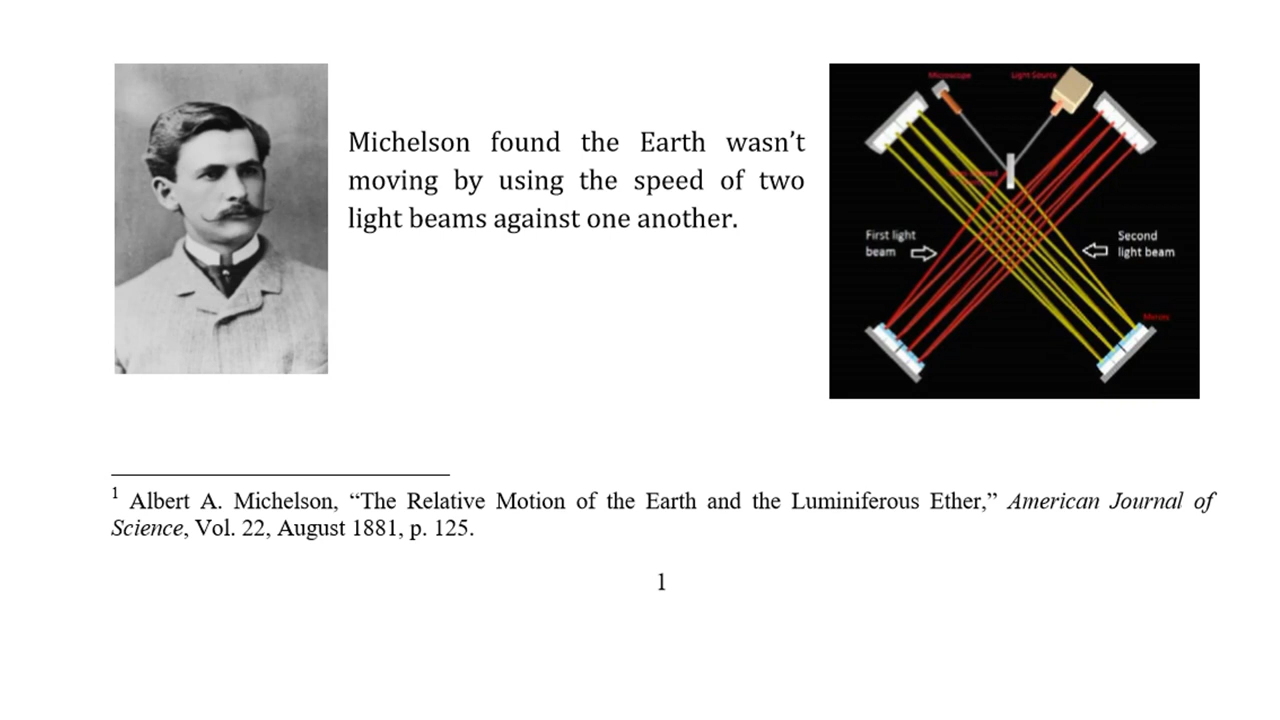 Michelson found the Earth wasn’t
moving by using the speed of two
light beams against one another.
Microscope
Light Source
First light
beam
Second
light beam
Mirrors
1 Albert A. Michelson, “The Relative Motion of the Earth and the Luminiferous Ether,” American Journal of
Science, Vol. 22, August 1881, p. 125.
1